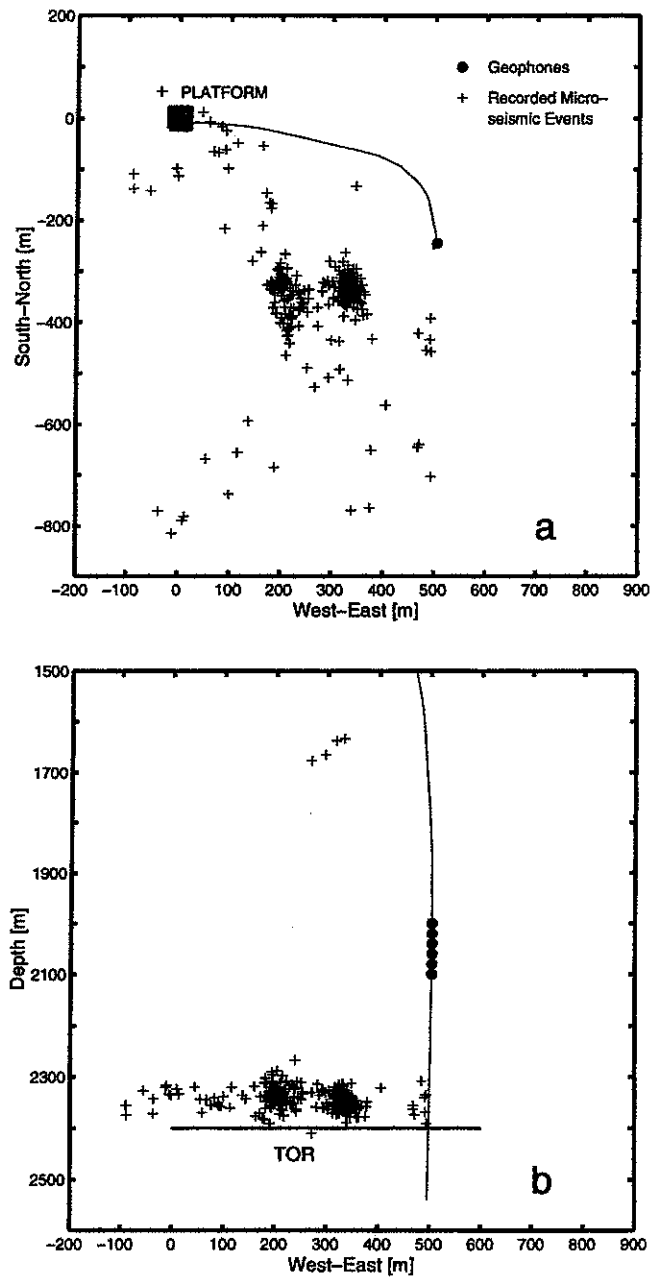 200
0
-200
-400
-600
-800
South-North [m]
PLATFORM
Geophones
Recorded Micro-
seismic Events
a
-200 -100 0 100 200 300 400 500 600 700 800 900
West-East [m]
1500
1700
1900
2100
2300
2500
Depth [m]
TOR
b
-200 -100 0 100 200 300 400 500 600 700 800 900
West-East [m]